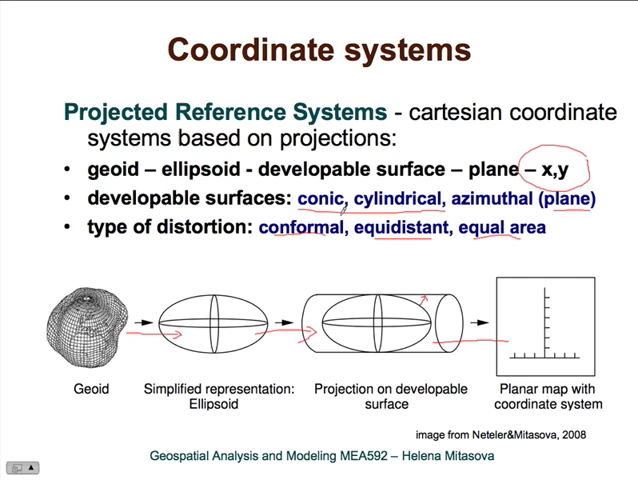 Coordinate systems
Projected Reference Systems - cartesian coordinate
systems based on projections:
• geoid – ellipsoid - developable surface – plane – x,y
• developable surfaces: conic, cylindrical, azimuthal (plane)
• type of distortion: conformal, equidistant, equal area
Geoid
Simplified representation:
Ellipsoid
Projection on developable
surface
Planar map with
coordinate system
image from Neteler&Mitasova, 2008
Geospatial Analysis and Modeling MEA592 – Helena Mitasova